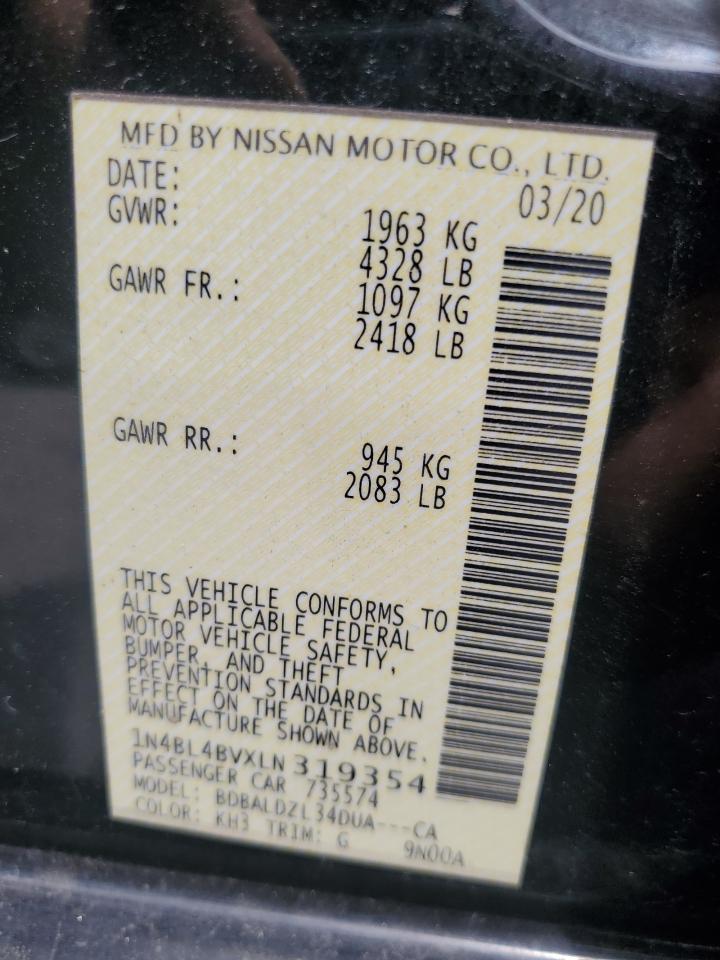 MFD BY NISSAN MOTOR CO., LTD.
DATE: 03/20
GVWR: 1963 KG
4328 LB
GAWR FR.: 1097 KG
2418 LB
GAWR RR.: 945 KG
2083 LB
THIS VEHICLE CONFORMS TO
ALL APPLICABLE FEDERAL
MOTOR VEHICLE SAFETY,
BUMPER, AND THEFT
PREVENTION STANDARDS IN
EFFECT ON THE DATE OF
MANUFACTURE SHOWN ABOVE.
1N4BL4BVXLN319354
PASSENGER CAR 735574
MODEL: BDBALDZL34DUA---CA
COLOR: KH3 TRIM: G 9N00A